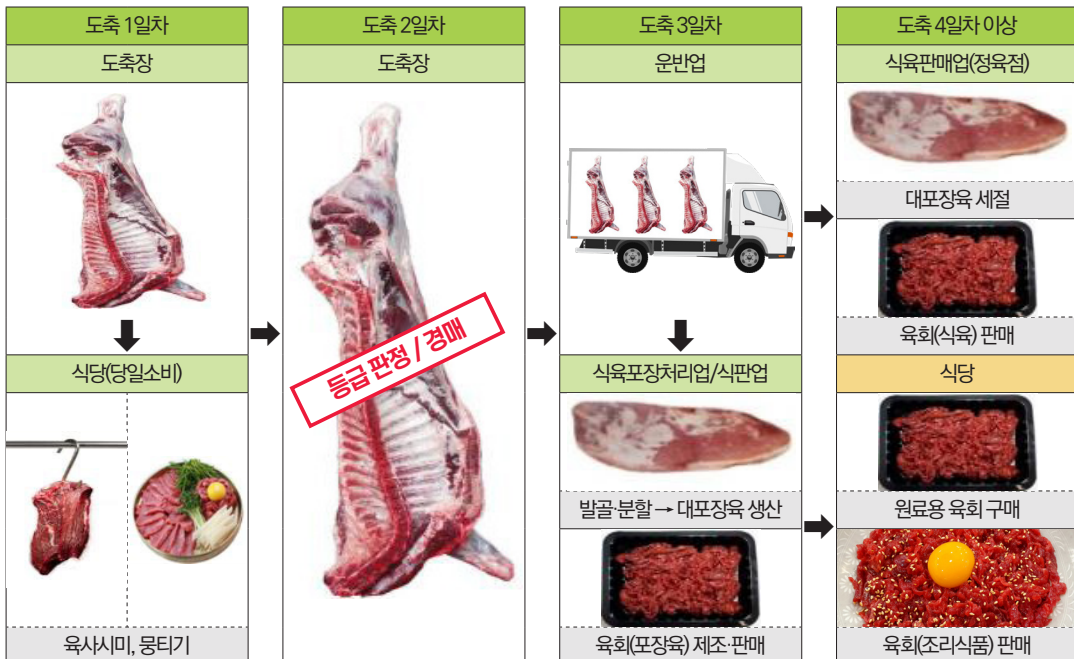 도축 1일차
도축장
식당(당일소비)
육사시미, 뭉티기
도축 2일차
도축장
등급 판정 / 경매
도축 3일차
운반업
식육포장처리업/식판업
발골·분할 → 대포장육 생산
육회(포장육) 제조·판매
도축 4일차 이상
식육판매업(정육점)
대포장육 세절
육회(식육) 판매
식당
원료용 육회 구매
육회(조리식품) 판매